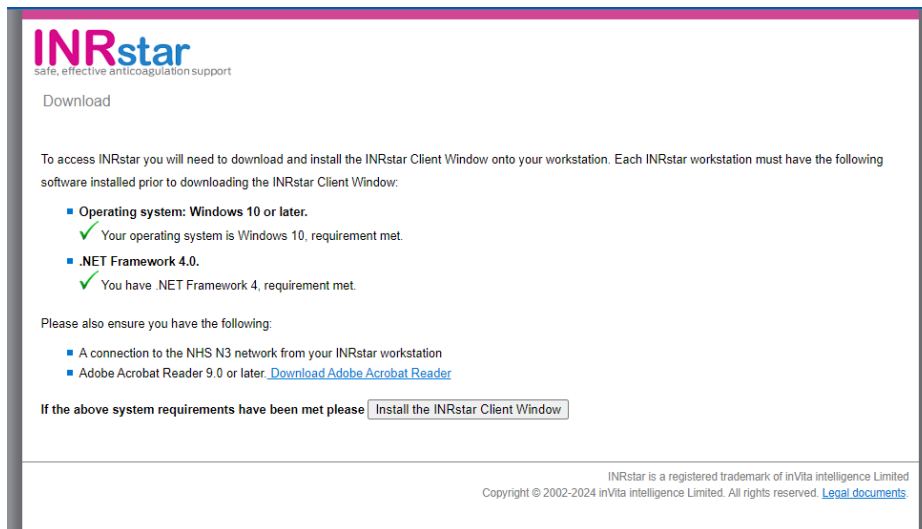 INRstar
safe, effective anticoagulation support
Download
To access INRstar you will need to download and install the INRstar Client Window onto your workstation. Each INRstar workstation must have the following
software installed prior to downloading the INRstar Client Window:
Operating system: Windows 10 or later.
Your operating system is Windows 10, requirement met.
.NET Framework 4.0.
You have .NET Framework 4, requirement met.
Please also ensure you have the following:
A connection to the NHS N3 network from your INRstar workstation
Adobe Acrobat Reader 9.0 or later. Download Adobe Acrobat Reader
If the above system requirements have been met please Install the INRstar Client Window
INRstar is a registered trademark of inVita intelligence Limited
Copyright © 2002-2024 inVita intelligence Limited. All rights reserved. Legal documents.